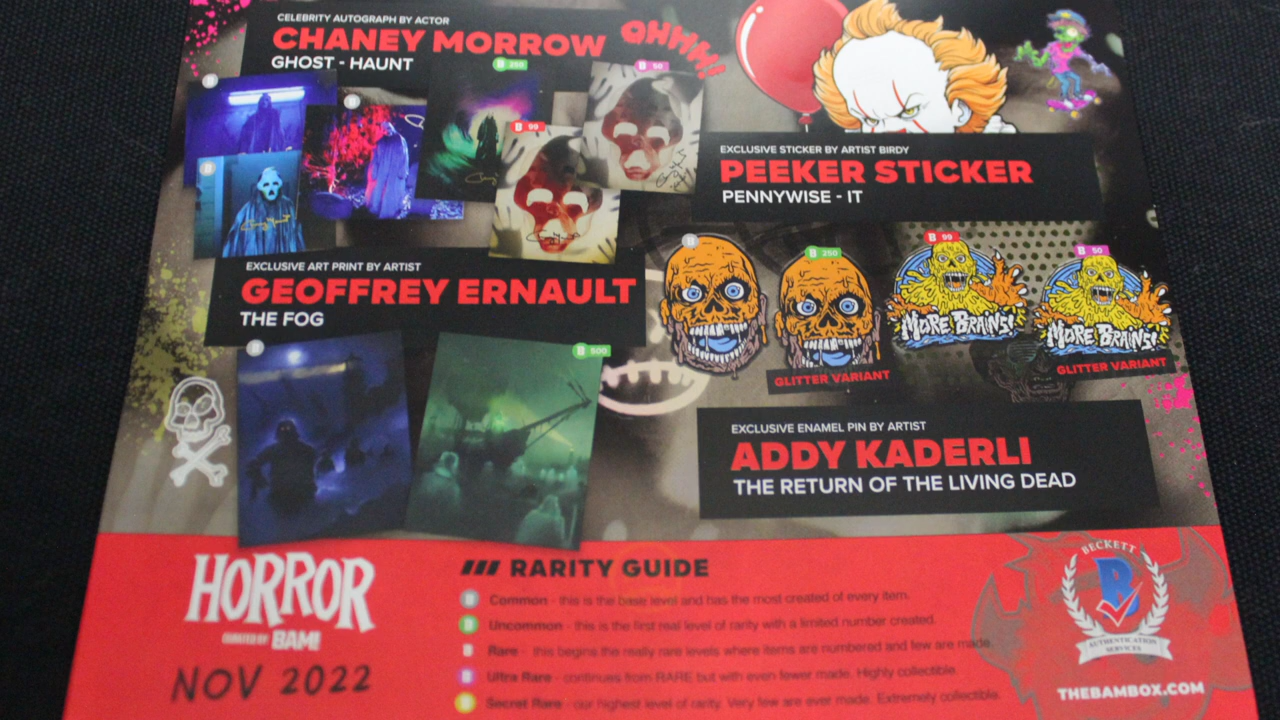 CELEBRITY AUTOGRAPH BY ACTOR
CHANEY MORROW
GHOST - HAUNT
AHHH!!
B
B
B 250
B 50
B
B 99
EXCLUSIVE STICKER BY ARTIST BIRDY
PEEKER STICKER
PENNYWISE - IT
EXCLUSIVE ART PRINT BY ARTIST
GEOFFREY ERNAULT
THE FOG
B
B 500
B
B 250
B 99
B 50
MORE BRAINS!
MORE BRAINS!
GLITTER VARIANT
GLITTER VARIANT
EXCLUSIVE ENAMEL PIN BY ARTIST
ADDY KADERLI
THE RETURN OF THE LIVING DEAD
HORROR
CURATED BY BAM!
NOV 2022
RARITY GUIDE
B Common - this is the base level and has the most created of every item.
B Uncommon - this is the first real level of rarity with a limited number created.
B Rare - this begins the really rare levels where items are numbered and few are made.
B Ultra Rare - continues from RARE but with even fewer made. Highly collectible.
B Secret Rare - our highest level of rarity. Very few are ever made. Extremely collectible.
BECKETT
B
AUTHENTICATION
SERVICES
THEBAMBOX.COM